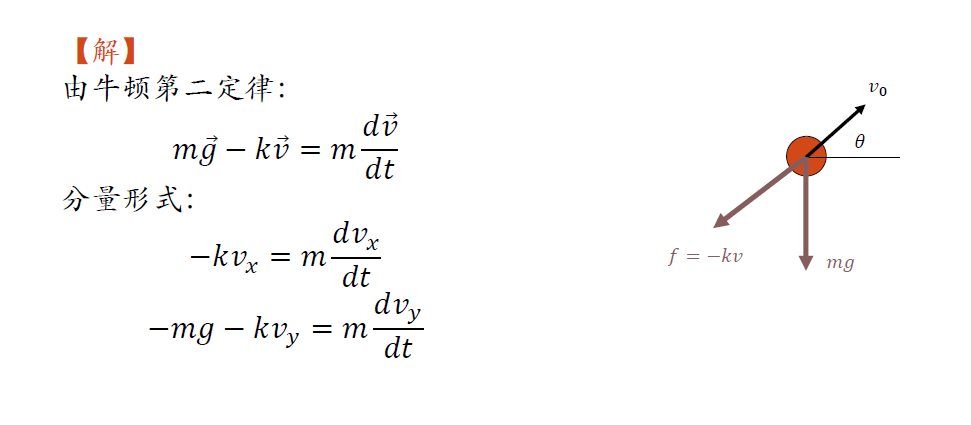 【解】
由牛顿第二定律:
$m\vec{g} - k\vec{v} = m\frac{d\vec{v}}{dt}$
分量形式:
$-kv_x = m\frac{dv_x}{dt}$
$-mg - kv_y = m\frac{dv_y}{dt}$
$v_0$
$\theta$
$f = -kv$
$mg$